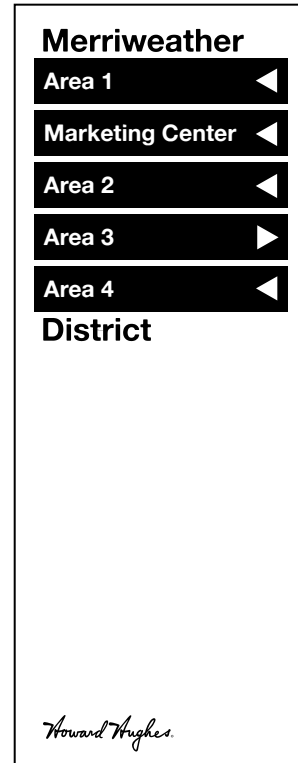 Merriweather
Area 1
Marketing Center
Area 2
Area 3
Area 4
District
Howard Hughes.